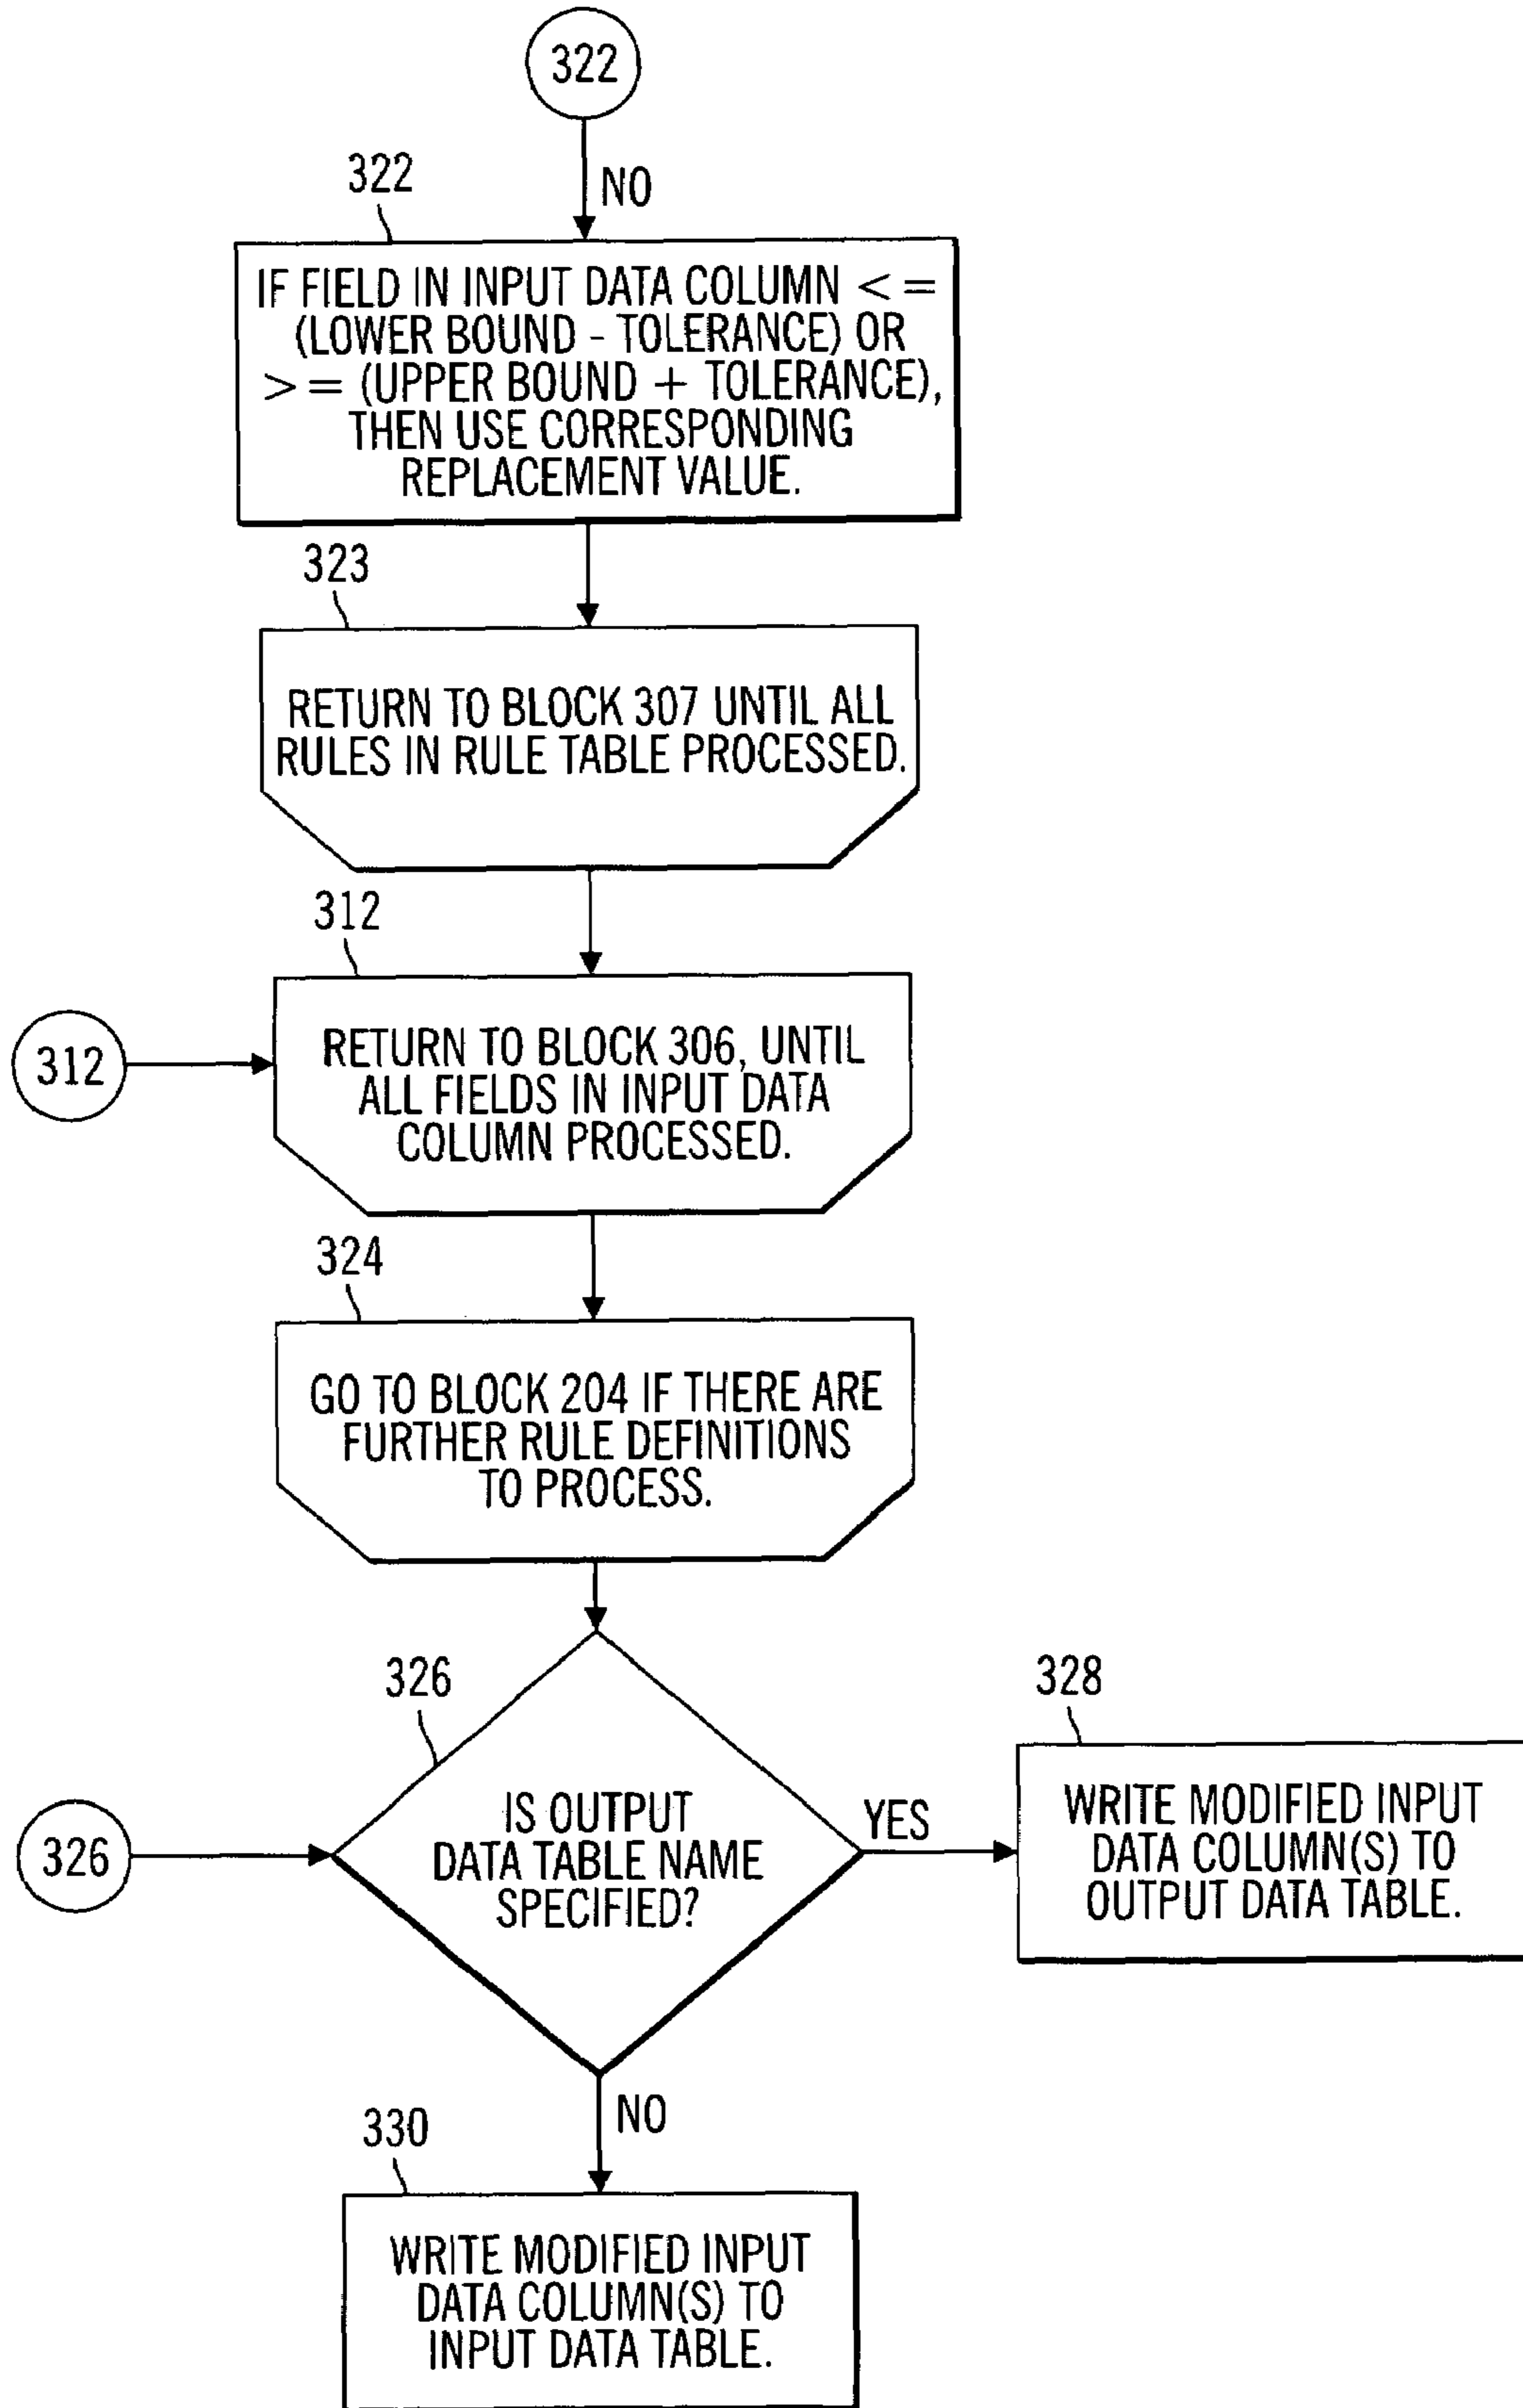 322
NO
322
IF FIELD IN INPUT DATA COLUMN < =
(LOWER BOUND - TOLERANCE) OR
> = (UPPER BOUND + TOLERANCE),
THEN USE CORRESPONDING
REPLACEMENT VALUE.
323
RETURN TO BLOCK 307 UNTIL ALL
RULES IN RULE TABLE PROCESSED.
312
312
RETURN TO BLOCK 306, UNTIL
ALL FIELDS IN INPUT DATA
COLUMN PROCESSED.
324
GO TO BLOCK 204 IF THERE ARE
FURTHER RULE DEFINITIONS
TO PROCESS.
326
326
IS OUTPUT
DATA TABLE NAME
SPECIFIED?
YES
328
WRITE MODIFIED INPUT
DATA COLUMN(S) TO
OUTPUT DATA TABLE.
NO
330
WRITE MODIFIED INPUT
DATA COLUMN(S) TO
INPUT DATA TABLE.